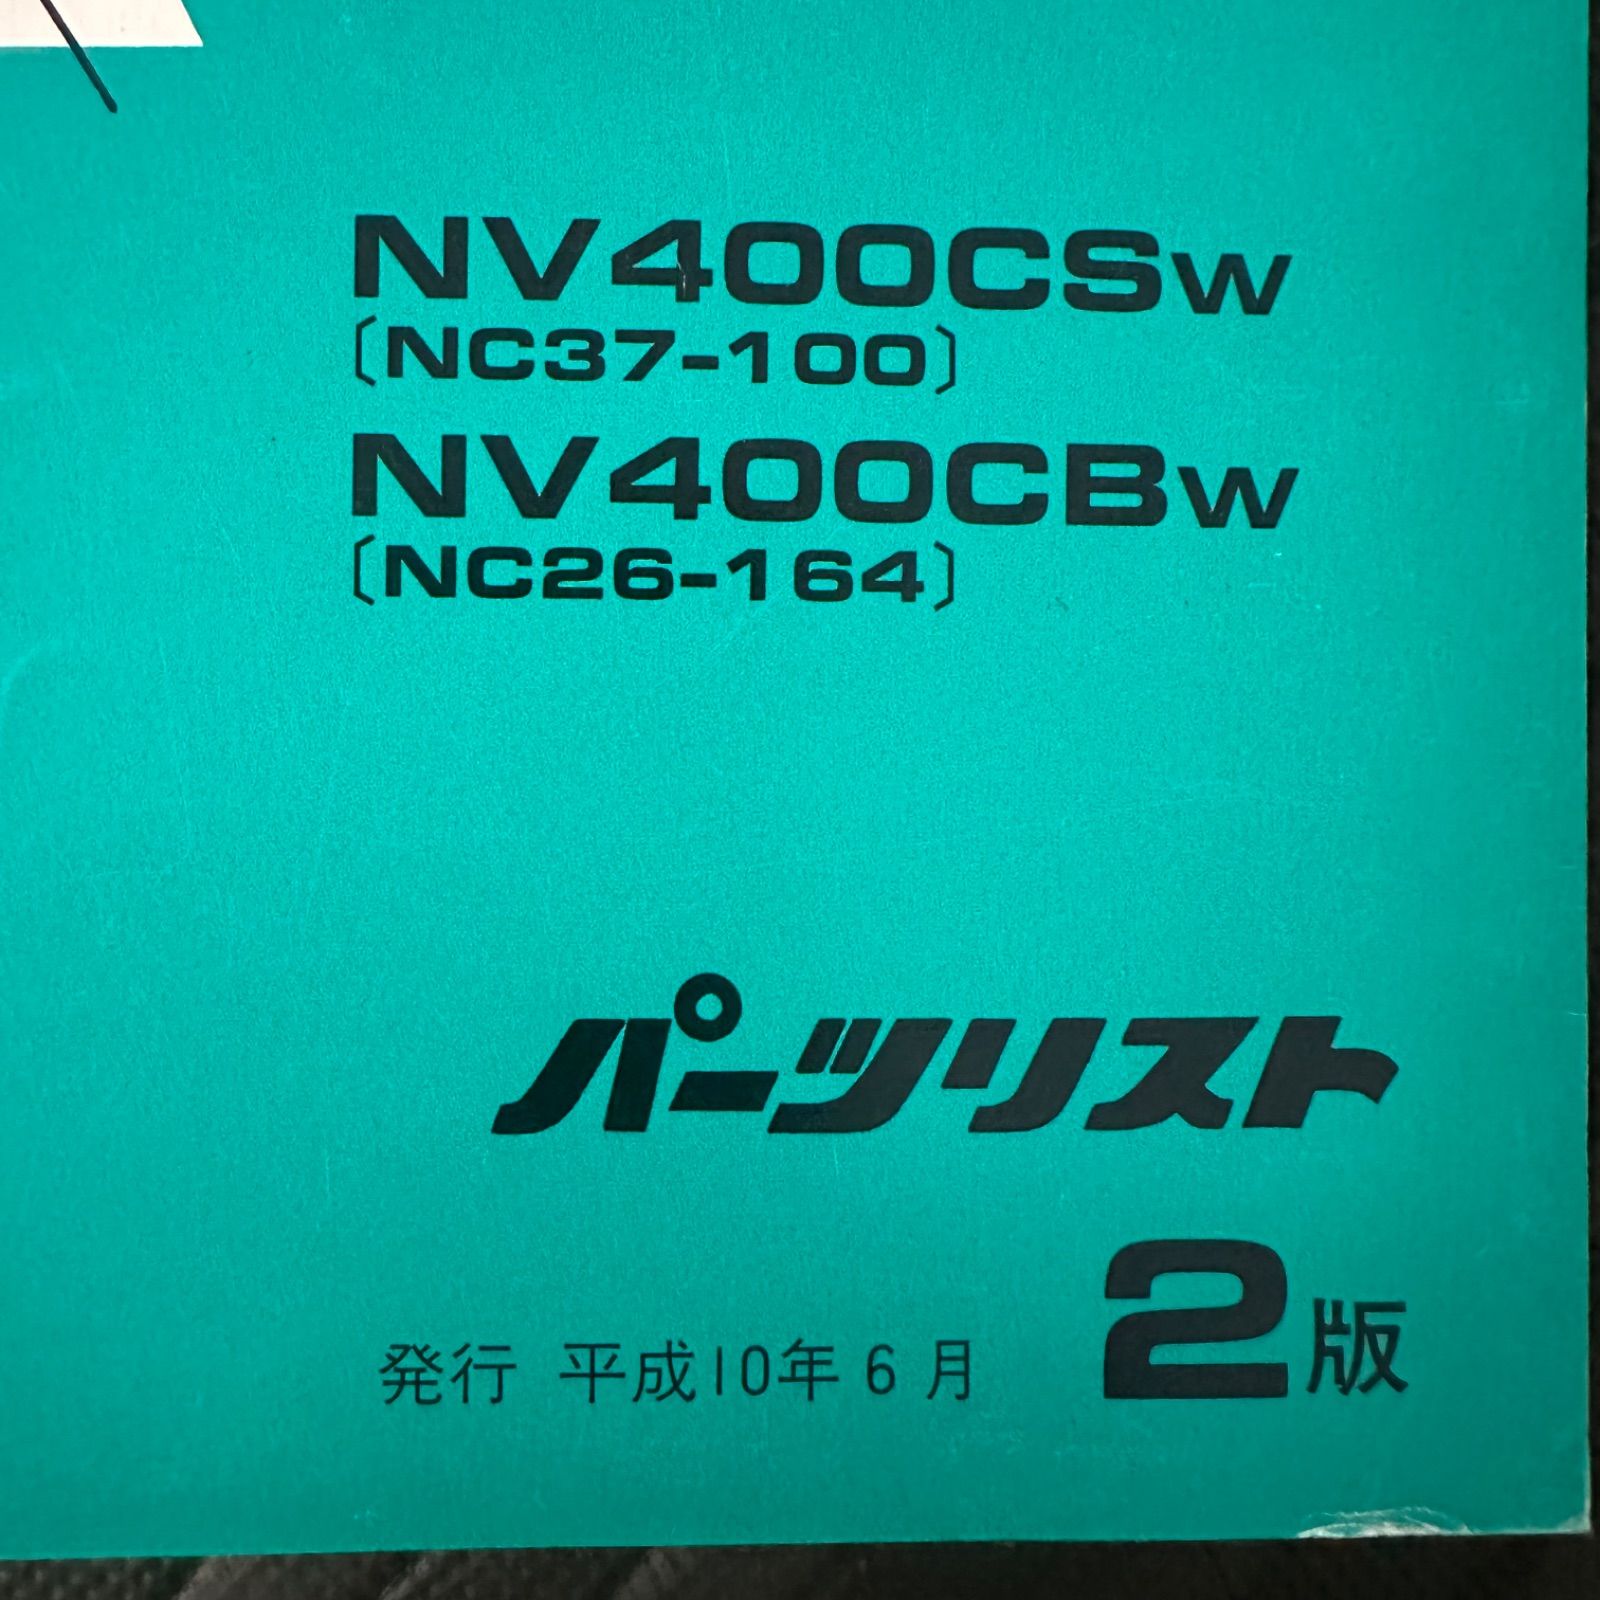 NV400CSW
〔NC37-100〕
NV400CBW
〔NC26-164〕
パーツリスト
発行 平成10年6月 2版